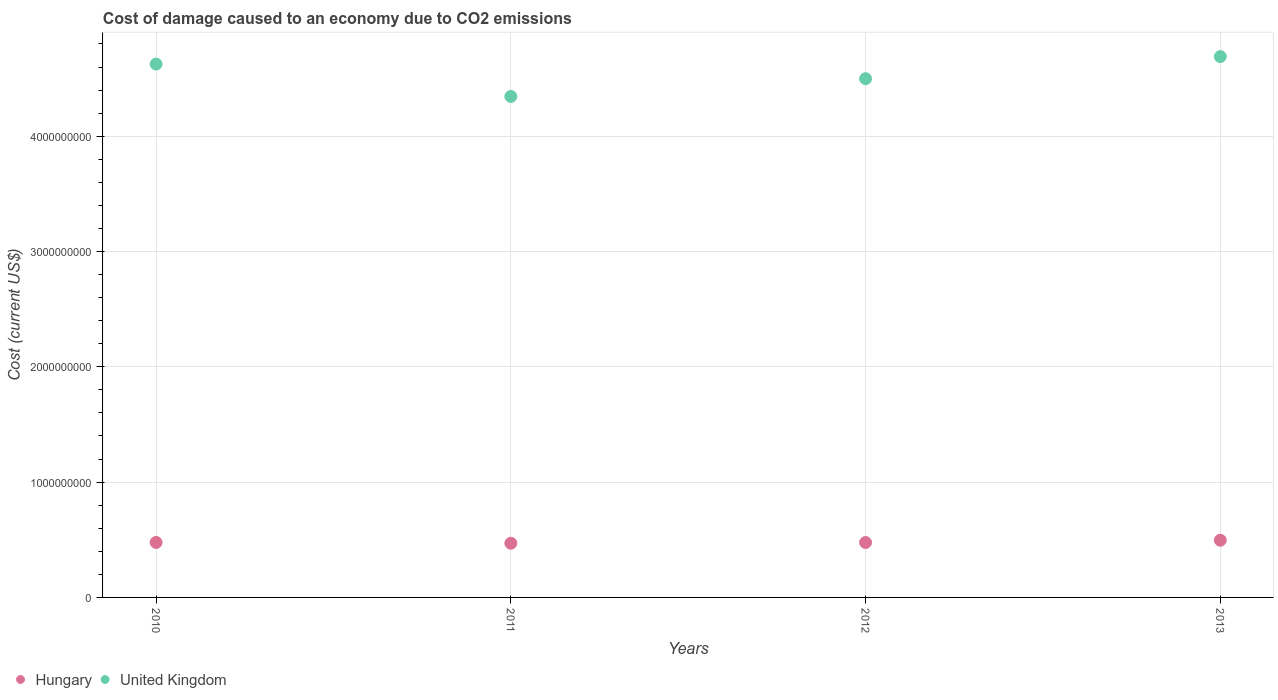 Cost of damage caused to an economy due to CO2 emissions
Cost (current US$)
4000000000
3000000000
2000000000
1000000000
0
2010
2011
2012
2013
Years
Hungary
United Kingdom